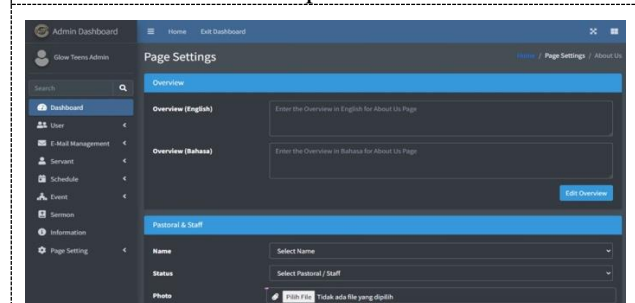 Admin Dashboard
Home Exit Dashboard
Glow Teens Admin
Page Settings
Home / Page Settings / About Us
Search
Overview
Dashboard
Overview (English)
Enter the Overview in English for About Us Page
User
E-Mail Management
Overview (Bahasa)
Enter the Overview in Bahasa for About Us Page
Servant
Schedule
Event
Edit Overview
Sermon
Pastoral & Staff
Information
Page Setting
Name
Select Name
Status
Select Pastoral / Staff
Photo
Pilih File Tidak ada file yang dipilih